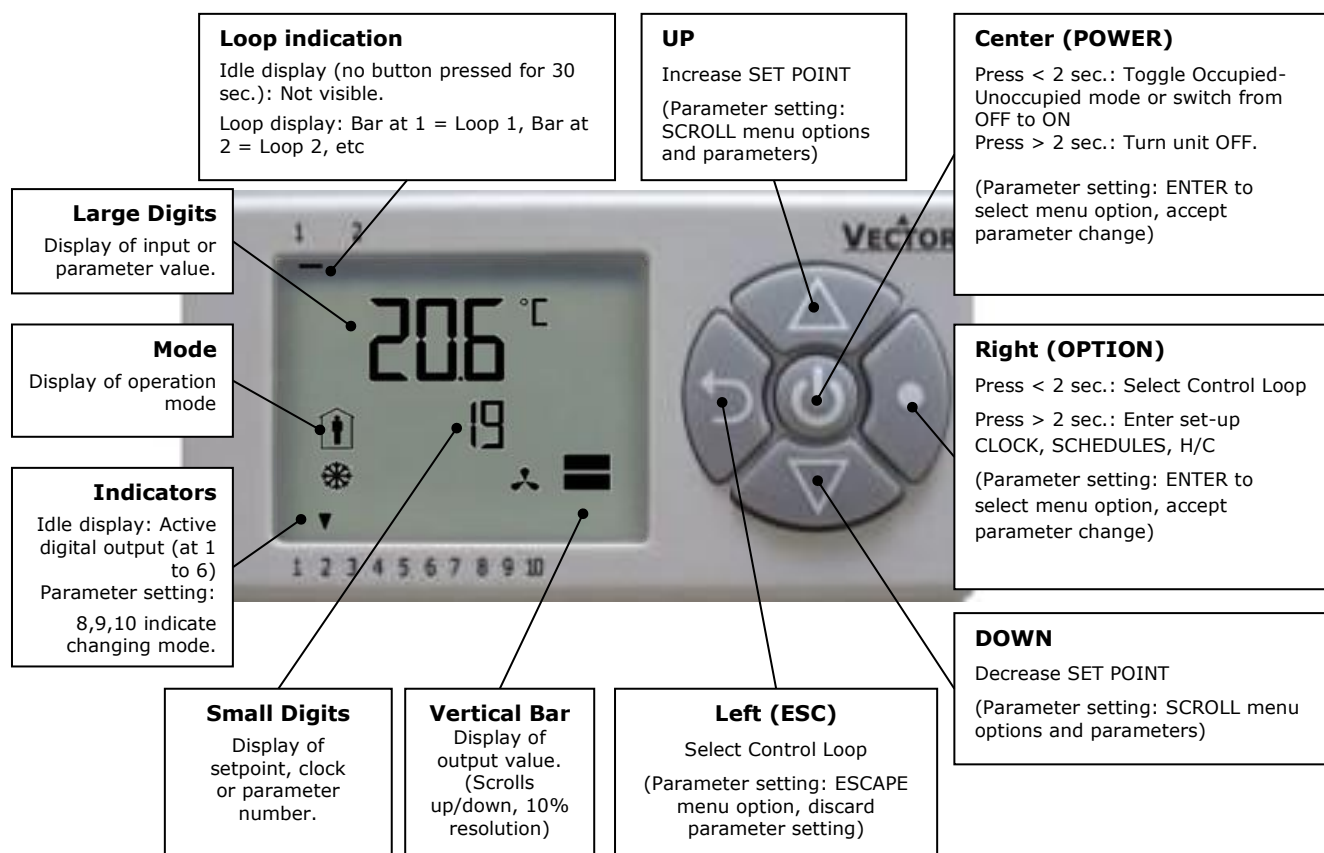 Loop indication
Idle display (no button pressed for 30
sec.): Not visible.
Loop display: Bar at 1 = Loop 1, Bar at
2 = Loop 2, etc
UP
Increase SET POINT
(Parameter setting:
SCROLL menu options
and parameters)
Center (POWER)
Press < 2 sec.: Toggle Occupied-
Unoccupied mode or switch from
OFF to ON
Press > 2 sec.: Turn unit OFF.
(Parameter setting: ENTER to
select menu option, accept
parameter change)
Large Digits
Display of input or
parameter value.
Mode
Display of operation
mode
Indicators
Idle display: Active
digital output (at 1
to 6)
Parameter setting:
8,9,10 indicate
changing mode.
1 2
VECTOR
20.6 °C
19
1 2 3 4 5 6 7 8 9 10
Right (OPTION)
Press < 2 sec.: Select Control Loop
Press > 2 sec.: Enter set-up
CLOCK, SCHEDULES, H/C
(Parameter setting: ENTER to
select menu option, accept
parameter change)
Small Digits
Display of
setpoint, clock
or parameter
number.
Vertical Bar
Display of
output value.
(Scrolls
up/down, 10%
resolution)
Left (ESC)
Select Control Loop
(Parameter setting: ESCAPE
menu option, discard
parameter setting)
DOWN
Decrease SET POINT
(Parameter setting: SCROLL menu
options and parameters)